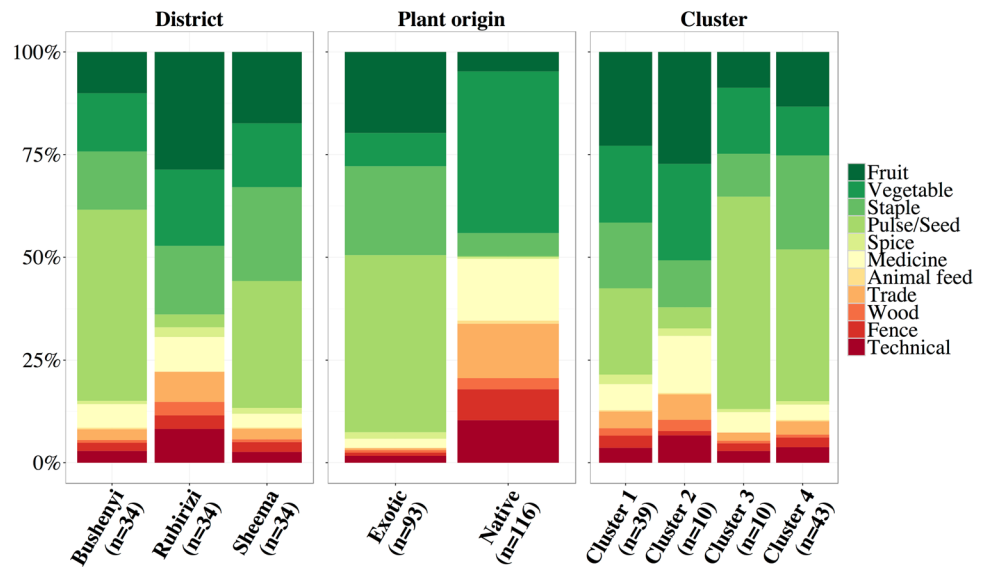 District
Plant origin
Cluster
100%
75%
50%
25%
0%
Fruit
Vegetable
Staple
Pulse/Seed
Spice
Medicine
Animal feed
Trade
Wood
Fence
Technical
Bushenyi
(n=34)
Rubirizi
(n=34)
Sheema
(n=34)
Exotic
(n=93)
Native
(n=116)
Cluster 1
(n=39)
Cluster 2
(n=10)
Cluster 3
(n=10)
Cluster 4
(n=43)